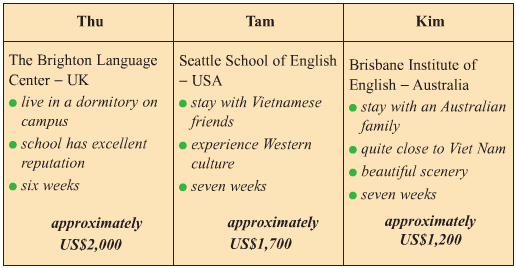 Thu
The Brighton Language
Center – UK
● live in a dormitory on
campus
● school has excellent
reputation
● six weeks
approximately
US$2,000
Tam
Seattle School of English
– USA
● stay with Vietnamese
friends
● experience Western
culture
● seven weeks
approximately
US$1,700
Kim
Brisbane Institute of
English – Australia
● stay with an Australian
family
● quite close to Viet Nam
● beautiful scenery
● seven weeks
approximately
US$1,200